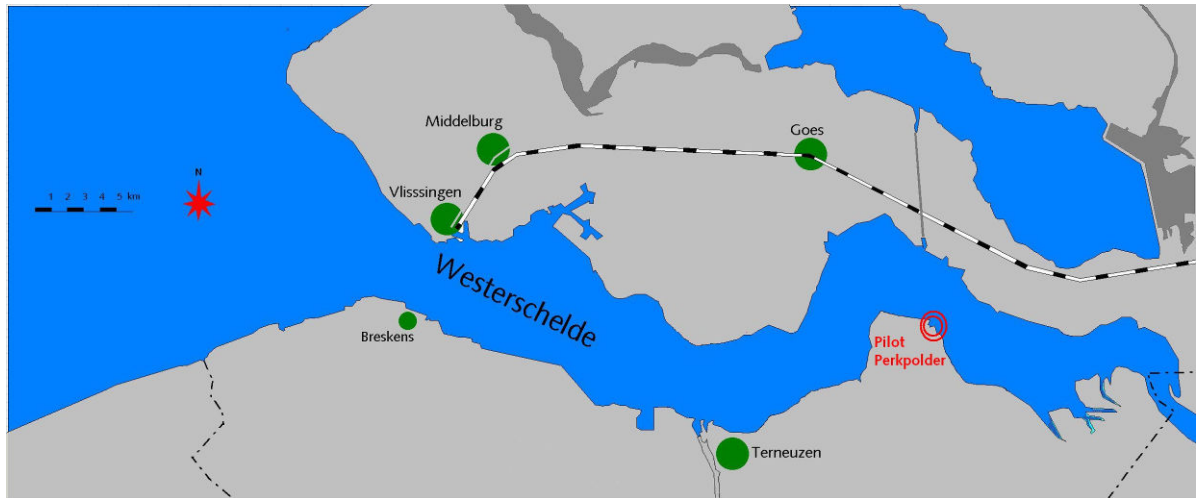 Middelburg
Goes
N
1 2 3 4 5 km
Vlisssingen
Westerschelde
Breskens
Pilot
Perkpolder
Terneuzen